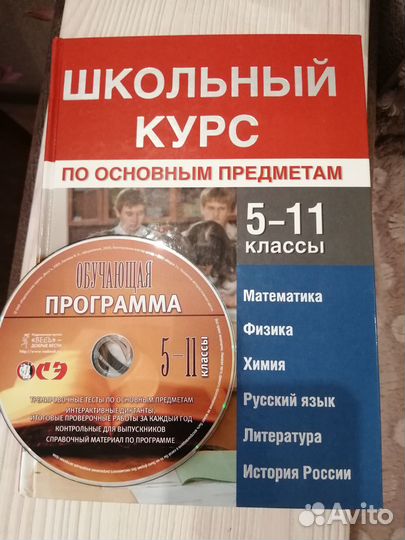 ШКОЛЬНЫЙ
КУРС
ПО ОСНОВНЫМ ПРЕДМЕТАМ
5-11
КЛАССЫ
Математика
Физика
Химия
Русский язык
Литература
История России
ОБУЧАЮЩАЯ
ПРОГРАММА
5-11
классы
«ВЕСЬ»
ТРЕНИРОВОЧНЫЕ ТЕСТЫ ПО ОСНОВНЫМ ПРЕДМЕТАМ
ИНТЕРАКТИВНЫЕ ДИКТАНТЫ,
ИТОГОВЫЕ ПРОВЕРОЧНЫЕ РАБОТЫ ЗА КАЖДЫЙ ГОД
КОНТРОЛЬНЫЕ ДЛЯ ВЫПУСКНИКОВ
СПРАВОЧНЫЙ МАТЕРИАЛ ПО ПРОГРАММЕ
Avito